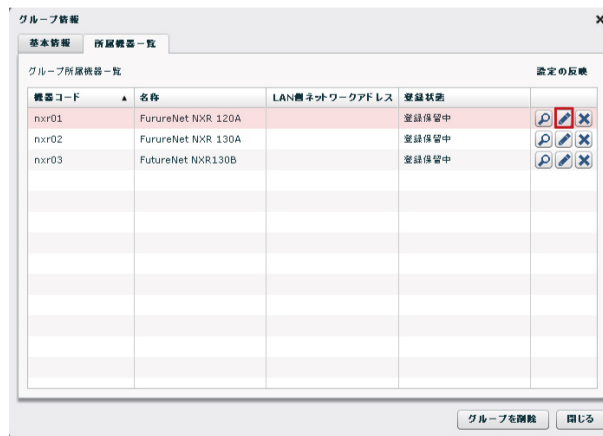 グループ情報
基本情報 所属機器一覧
グループ所属機器一覧 設定の反映
機器コード ▲ 名称 LAN側ネットワークアドレス 登録状態
nxr01 FurureNet NXR 120A 登録保留中
nxr02 FurureNet NXR 130A 登録保留中
nxr03 FutureNet NXR130B 登録保留中
グループを削除 閉じる